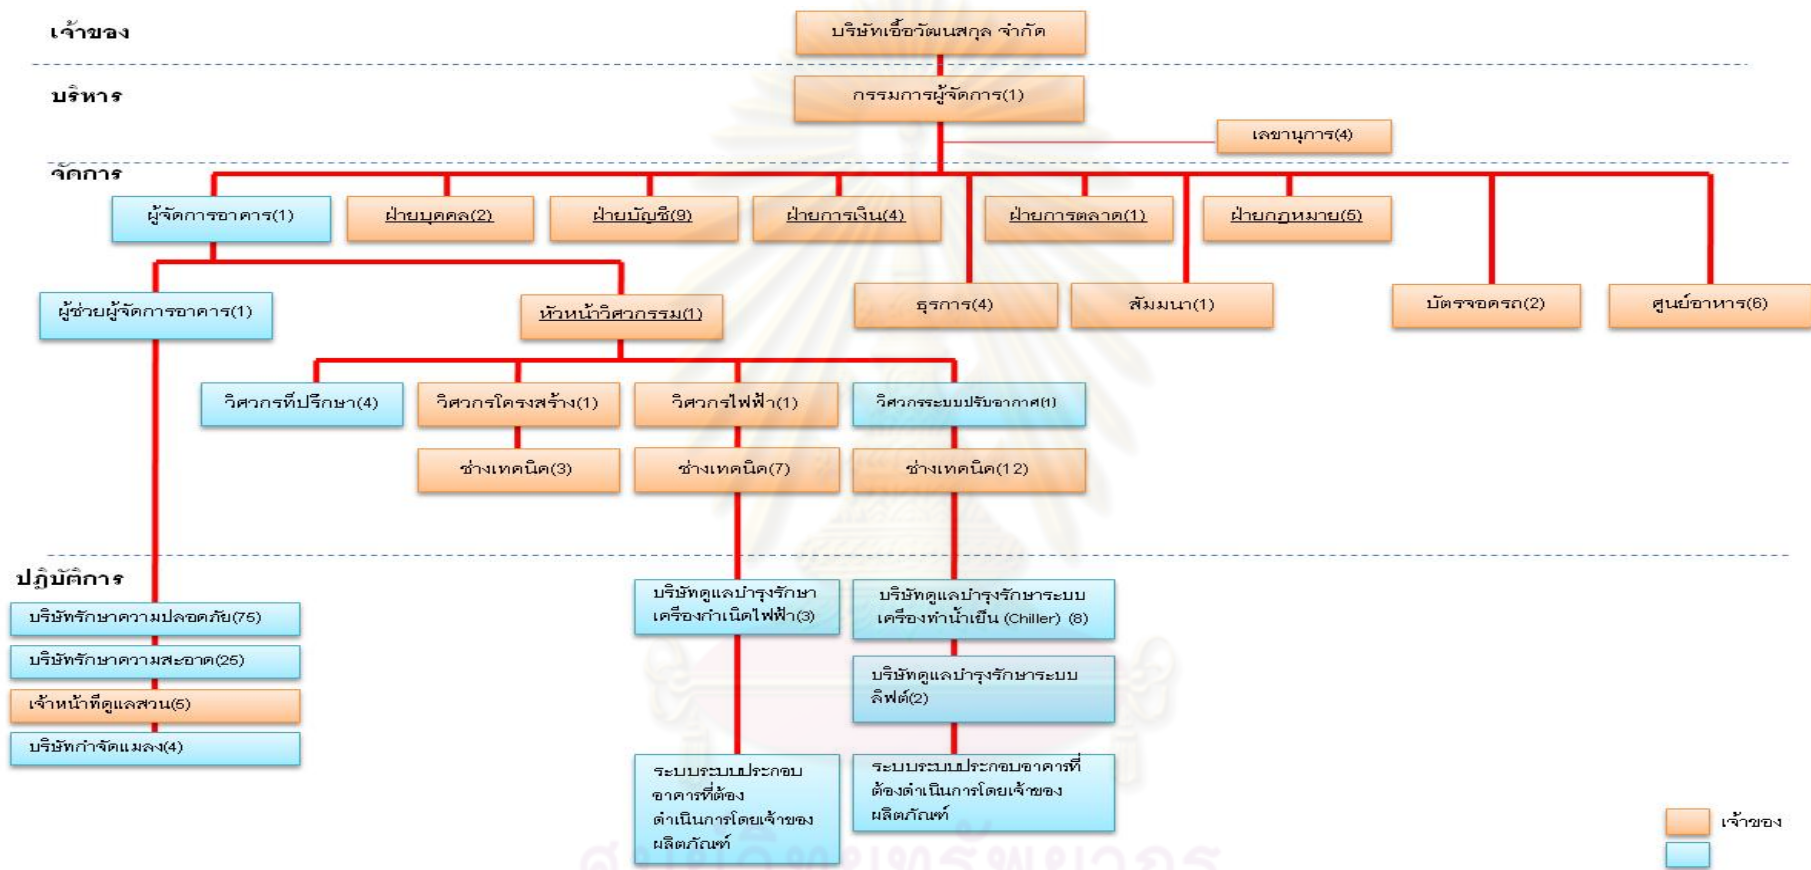 เจ้าของ
บริษัทเอื้อวัฒนสกุล จำกัด
บริหาร
กรรมการผู้จัดการ(1)
เลขานุการ(4)
จัดการ
ผู้จัดการอาคาร(1)
ฝ่ายบุคคล(2)
ฝ่ายบัญชี(9)
ฝ่ายการเงิน(4)
ฝ่ายการตลาด(1)
ฝ่ายกฎหมาย(5)
ผู้ช่วยผู้จัดการอาคาร(1)
หัวหน้าวิศวกรรม(1)
ธุรการ(4)
สัมมนา(1)
บัตรจอดรถ(2)
ศูนย์อาหาร(6)
วิศวกรที่ปรึกษา(4)
วิศวกรโครงสร้าง(1)
วิศวกรไฟฟ้า(1)
วิศวกรระบบปรับอากาศ(1)
ช่างเทคนิค(3)
ช่างเทคนิค(7)
ช่างเทคนิค(12)
ปฏิบัติการ
บริษัทรักษาความปลอดภัย(75)
บริษัทรักษาความสะอาด(25)
เจ้าหน้าที่ดูแลสวน(5)
บริษัทกำจัดแมลง(4)
บริษัทดูแลบำรุงรักษา
เครื่องกำเนิดไฟฟ้า(3)
บริษัทดูแลบำรุงรักษาระบบ
เครื่องทำน้ำเย็น (Chiller) (8)
บริษัทดูแลบำรุงรักษาระบบ
ลิฟต์(2)
ระบบระบบประกอบ
อาคารที่ต้อง
ดำเนินการโดยเจ้าของ
ผลิตภัณฑ์
ระบบระบบประกอบอาคารที่
ต้องดำเนินการโดยเจ้าของ
ผลิตภัณฑ์
เจ้าของ
ศูนย์วิทยทรัพยากร